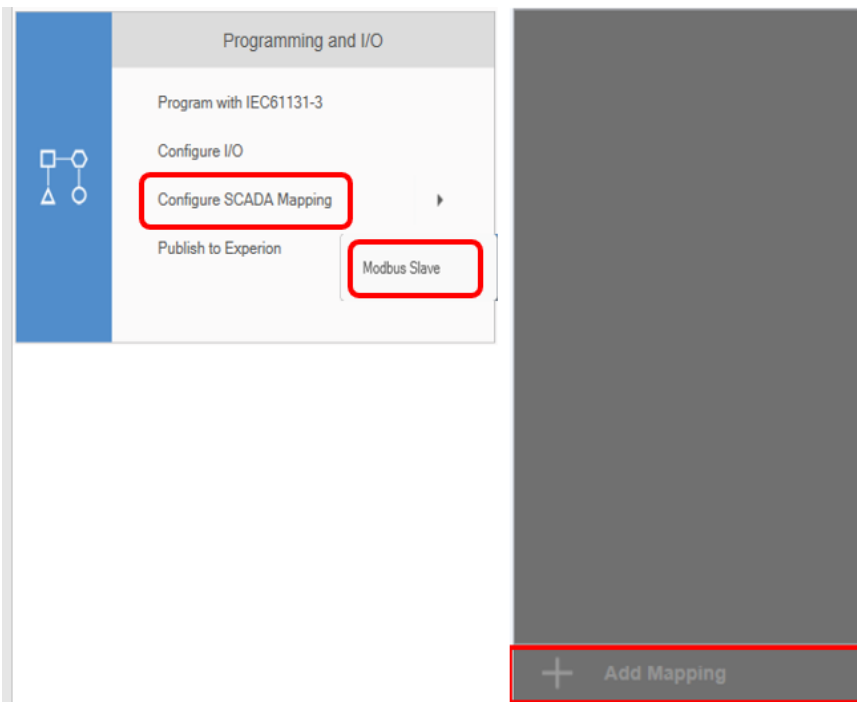 Programming and I/O
Program with IEC61131-3
Configure I/O
Configure SCADA Mapping
Publish to Experion
Modbus Slave
Add Mapping